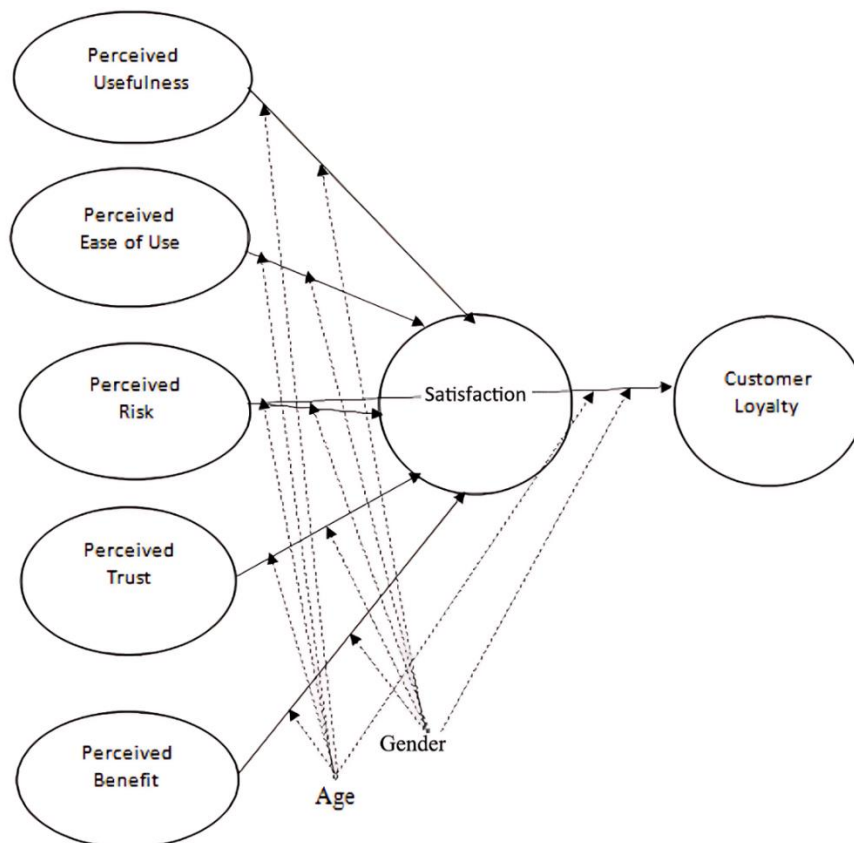 Perceived
Usefulness
Perceived
Ease of Use
Perceived
Risk
Satisfaction
Customer
Loyalty
Perceived
Trust
Perceived
Benefit
Gender
Age